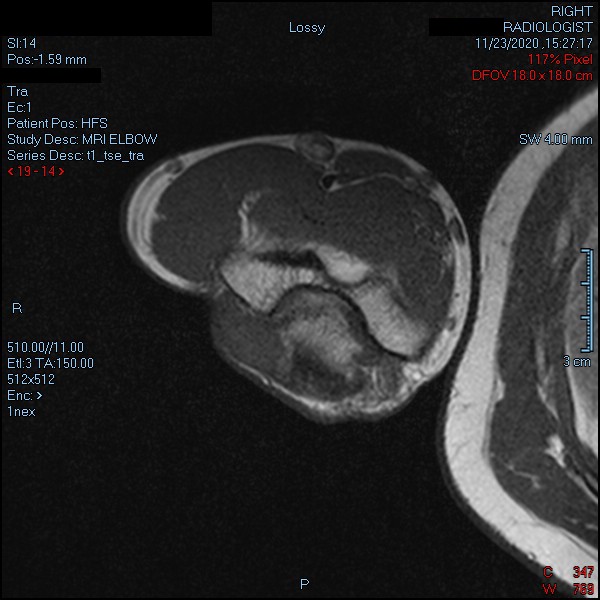 RIGHT
Lossy
RADIOLOGIST
SI:14
11/23/2020 ,15:27:17
Pos:-1.59 mm
117% Pixel
DFOV 18.0 x 18.0 cm
Tra
Ec:1
Patient Pos: HFS
Study Desc: MRI ELBOW
SW 4.00 mm
Series Desc: t1_tse_tra
< 19 - 14 >
R
510.00//11.00
Etl:3 TA:150.00
3 cm
512x512
Enc: >
1nex
P
C 347
W 763